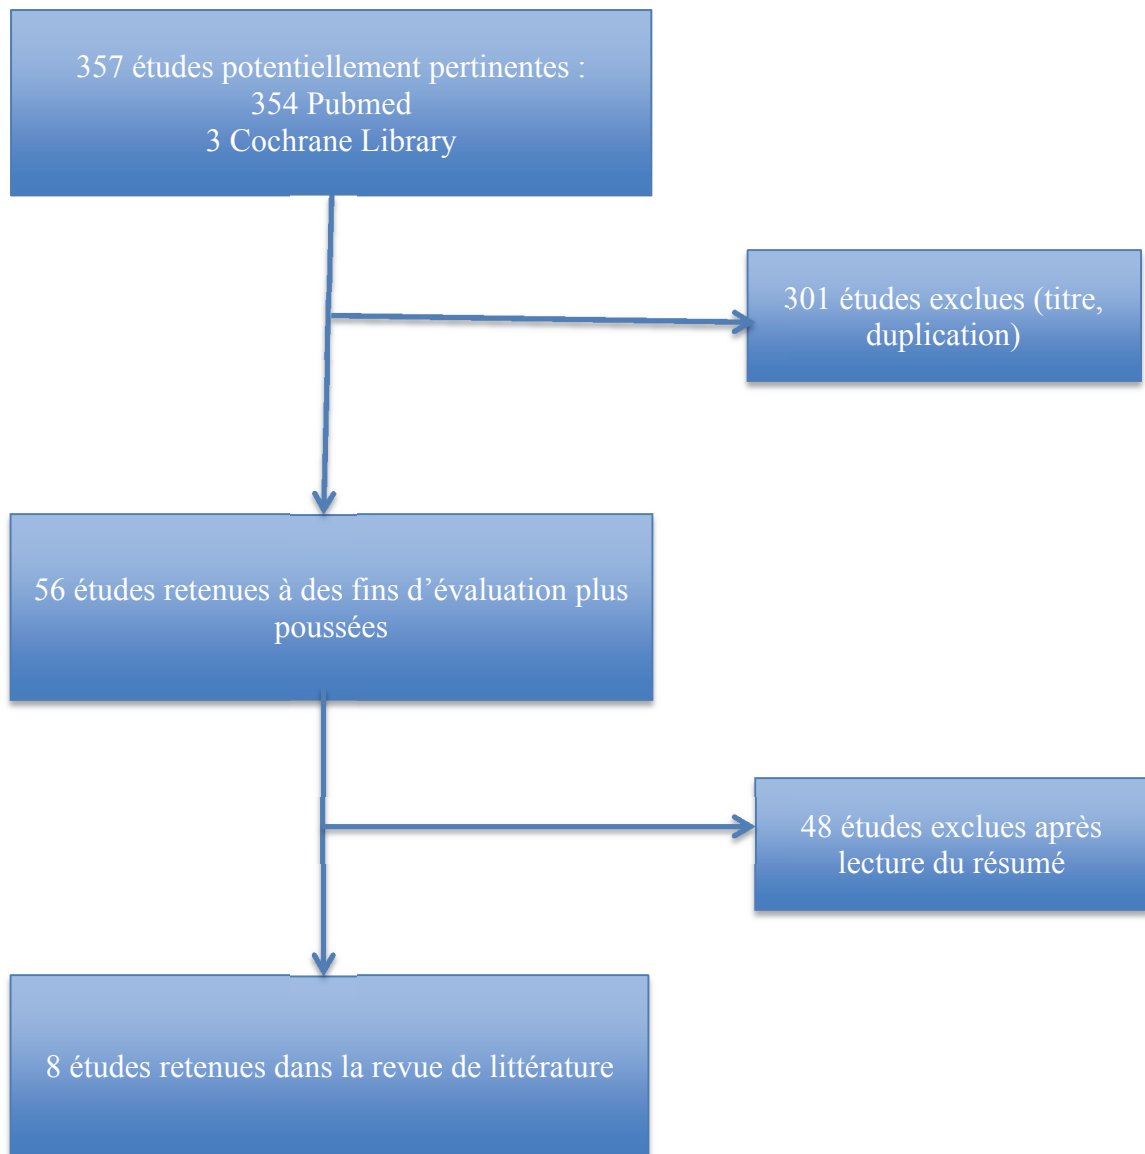 357 études potentiellement pertinentes :
354 Pubmed
3 Cochrane Library
301 études exclues (titre,
duplication)
56 études retenues à des fins d’évaluation plus
poussées
48 études exclues après
lecture du résumé
8 études retenues dans la revue de littérature